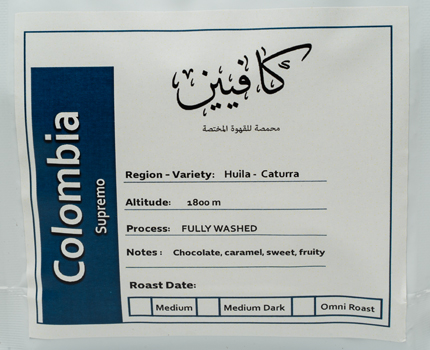 كافيين
محمصة للقهوة المختصة
Colombia
Supremo
Region - Variety: Huila - Caturra
Altitude: 1800 m
Process: FULLY WASHED
Notes : Chocolate, caramel, sweet, fruity
Roast Date:
Medium Medium Dark Omni Roast